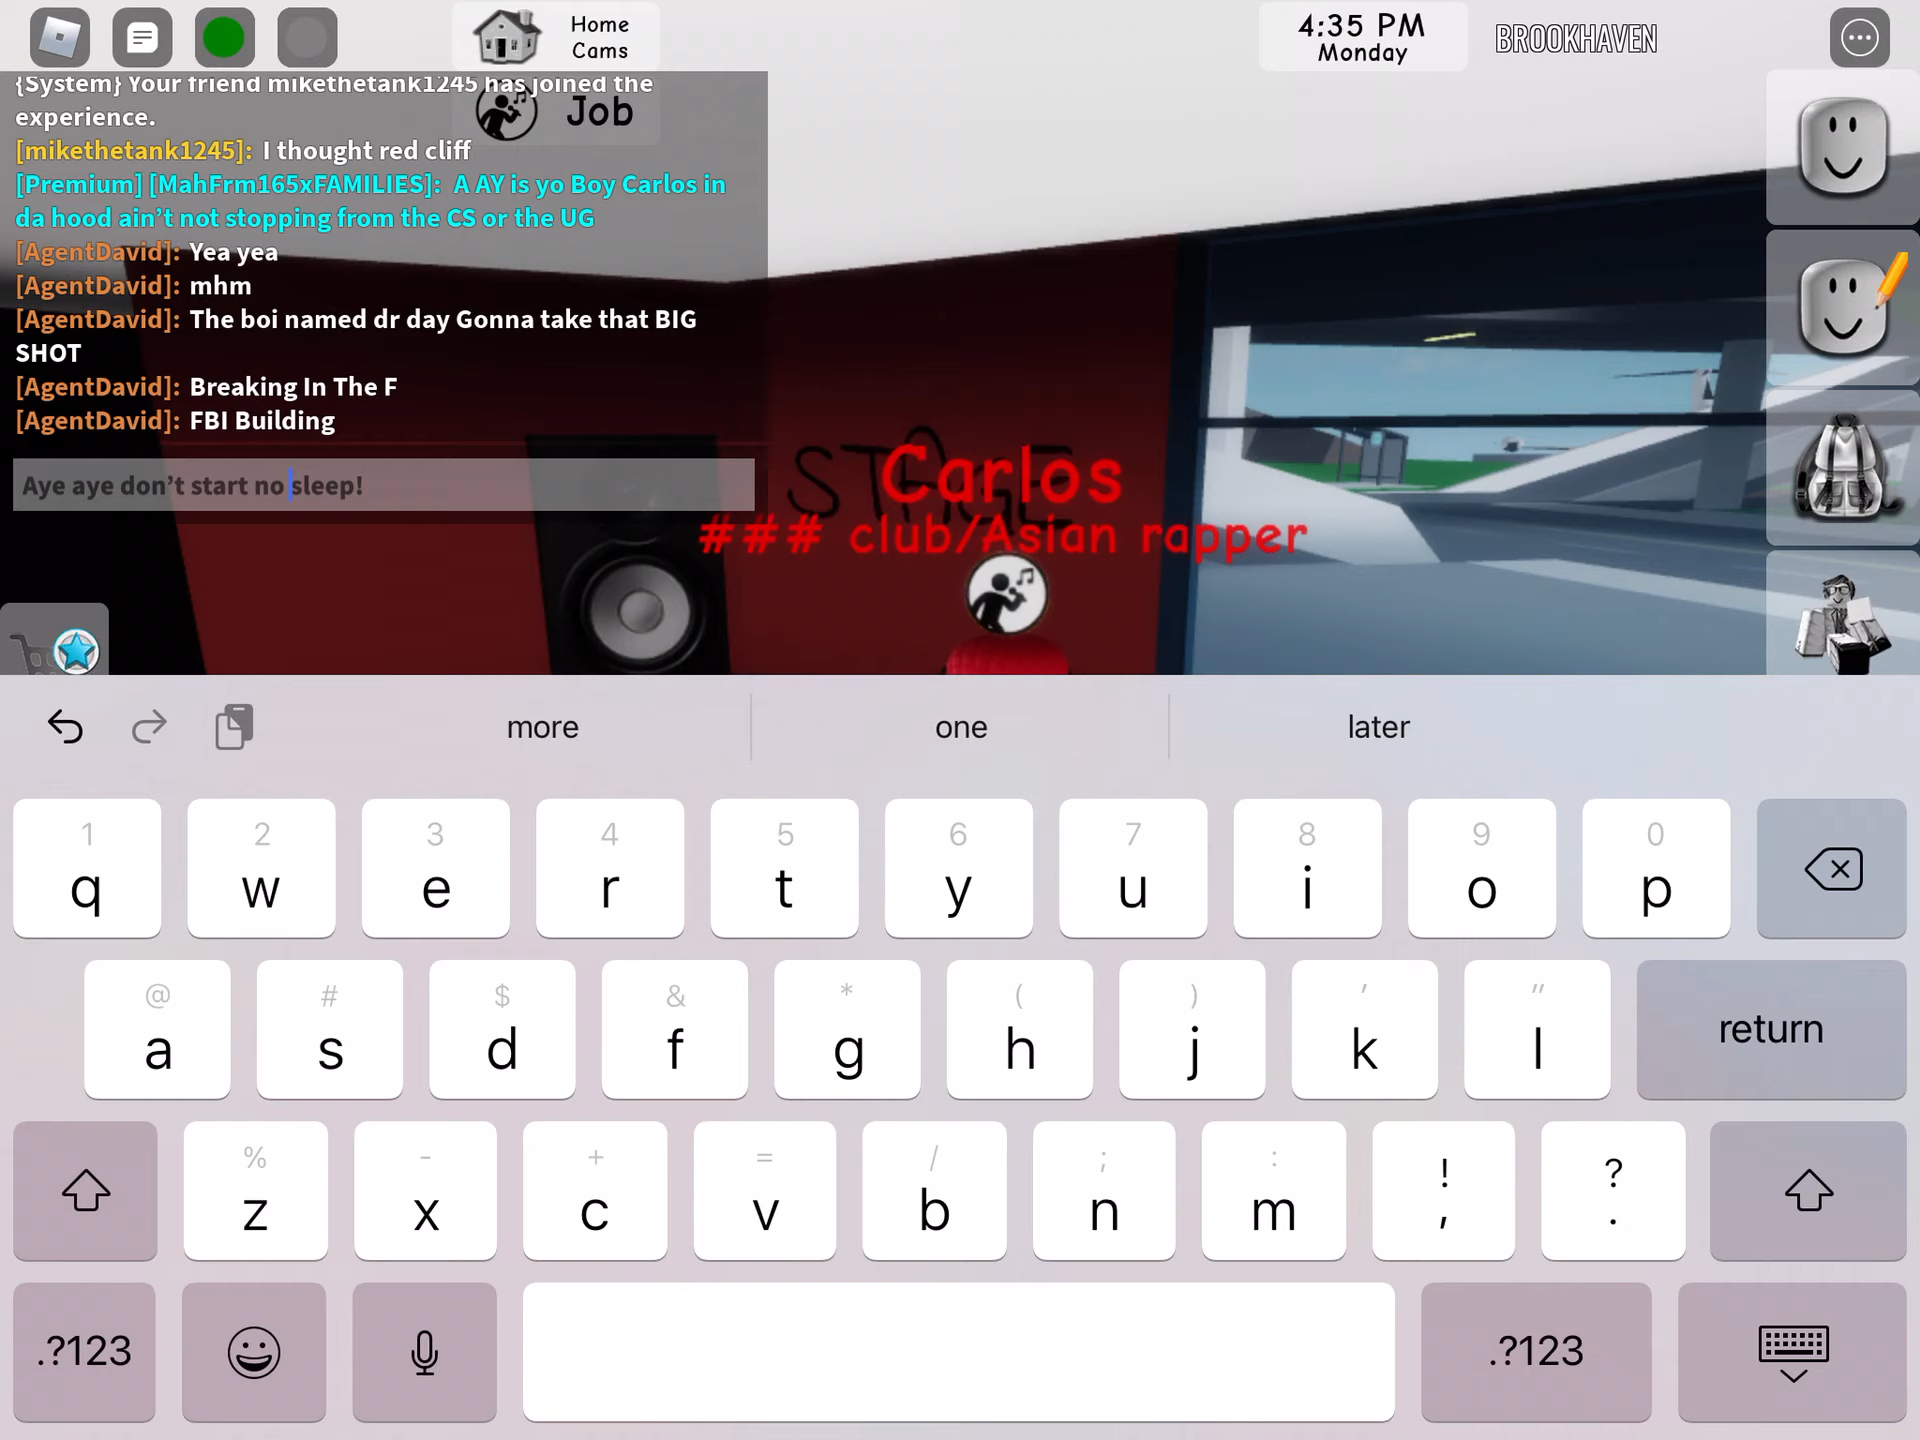 Home
Cams
4:35 PM
Monday
BROOKHAVEN
Job
{System} Your friend mikethetank1245 has joined the
experience.
[mikethetank1245]: I thought red cliff
[Premium] [MahFrm165xFAMILIES]: A AY is yo Boy Carlos in
da hood ain't not stopping from the CS or the UG
[AgentDavid]: Yea yea
[AgentDavid]: mhm
[AgentDavid]: The boi named dr day Gonna take that BIG
SHOT
[AgentDavid]: Breaking In The F
[AgentDavid]: FBI Building
Aye aye don't start no sleep!
STAGE
Carlos
### club/Asian rapper
more one later
1 2 3 4 5 6 7 8 9 0
q w e r t y u i o p
@ # $ & * ( ) ' "
a s d f g h j k l return
% - + = / ; : ! ?
z x c v b n m , .
.?123 .?123